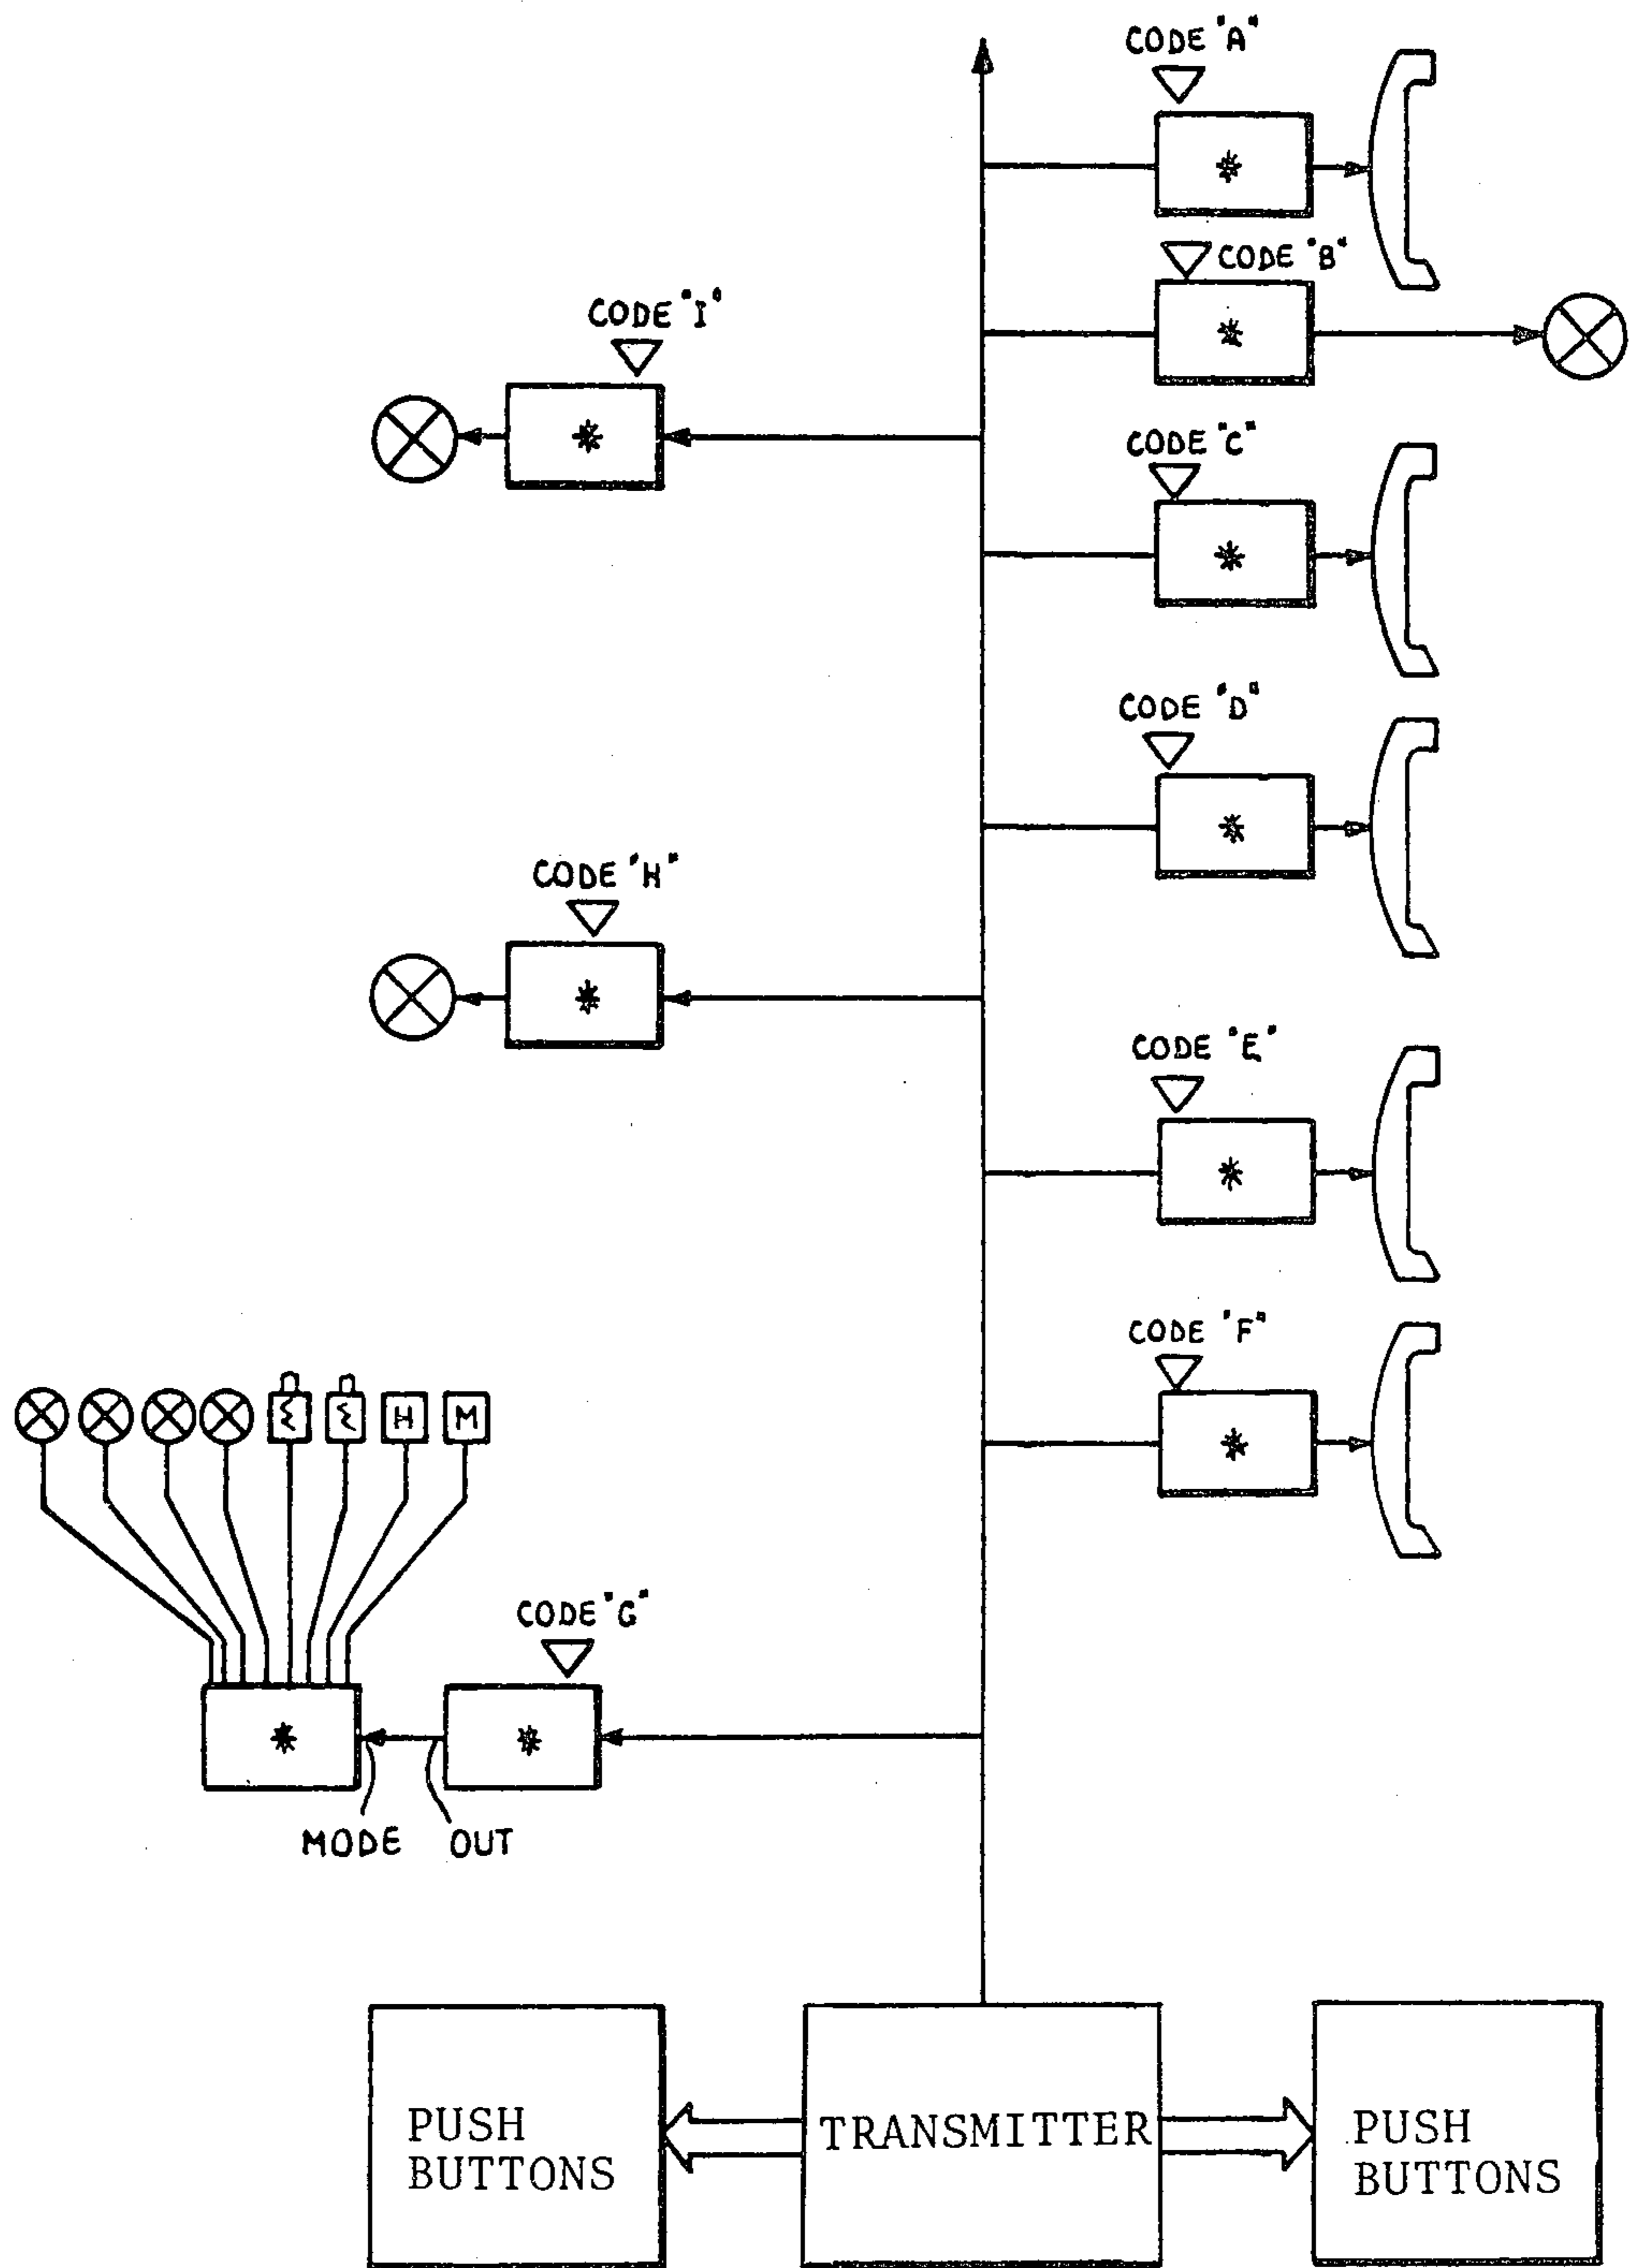 CODE "A"
CODE "B"
CODE "I"
CODE "C"
CODE "D"
CODE "H"
CODE "E"
CODE "F"
H M
CODE "G"
MODE OUT
PUSH
BUTTONS
TRANSMITTER
PUSH
BUTTONS